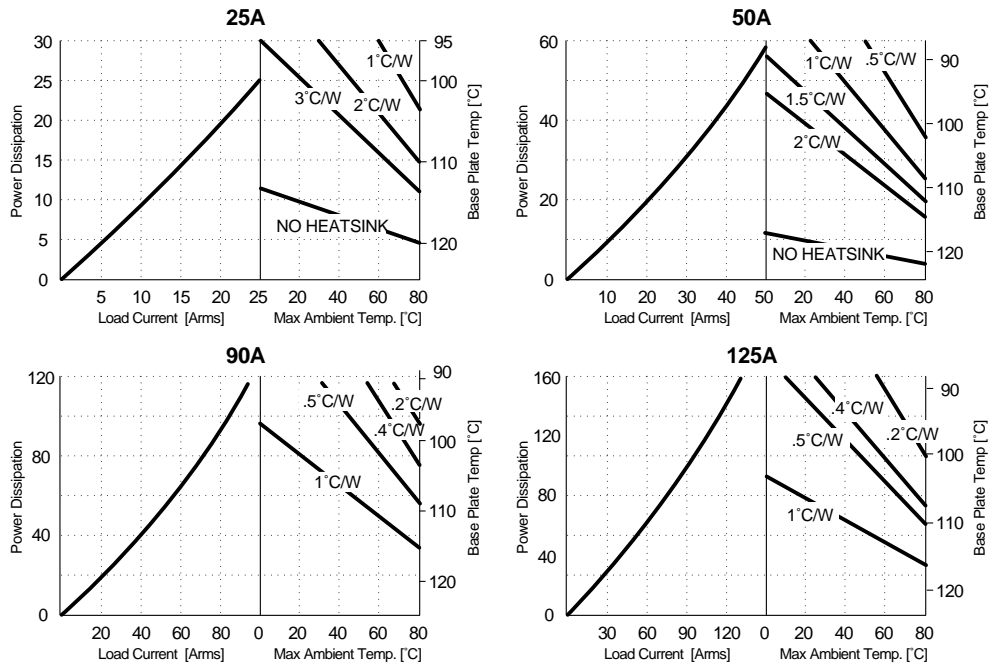 25A
30
25
20
15
10
5
0
Power Dissipation
5 10 15 20 25 20 40 60 80
Load Current [Arms]
Max Ambient Temp. [˚C]
95
100
110
120
Base Plate Temp [˚C]
1˚C/W
2˚C/W
3˚C/W
NO HEATSINK
50A
60
40
20
0
Power Dissipation
10 20 30 40 50 20 40 60 80
Load Current [Arms]
Max Ambient Temp. [˚C]
90
100
110
120
Base Plate Temp [˚C]
.5˚C/W
1˚C/W
1.5˚C/W
2˚C/W
NO HEATSINK
90A
120
80
40
0
Power Dissipation
20 40 60 80 0 20 40 60 80
Load Current [Arms]
Max Ambient Temp. [˚C]
90
100
110
120
Base Plate Temp [˚C]
.2˚C/W
.4˚C/W
.5˚C/W
1˚C/W
125A
160
120
80
40
0
Power Dissipation
30 60 90 120 0 20 40 60 80
Load Current [Arms]
Max Ambient Temp. [˚C]
90
100
110
120
Base Plate Temp [˚C]
.4˚C/W
.2˚C/W
.5˚C/W
1˚C/W